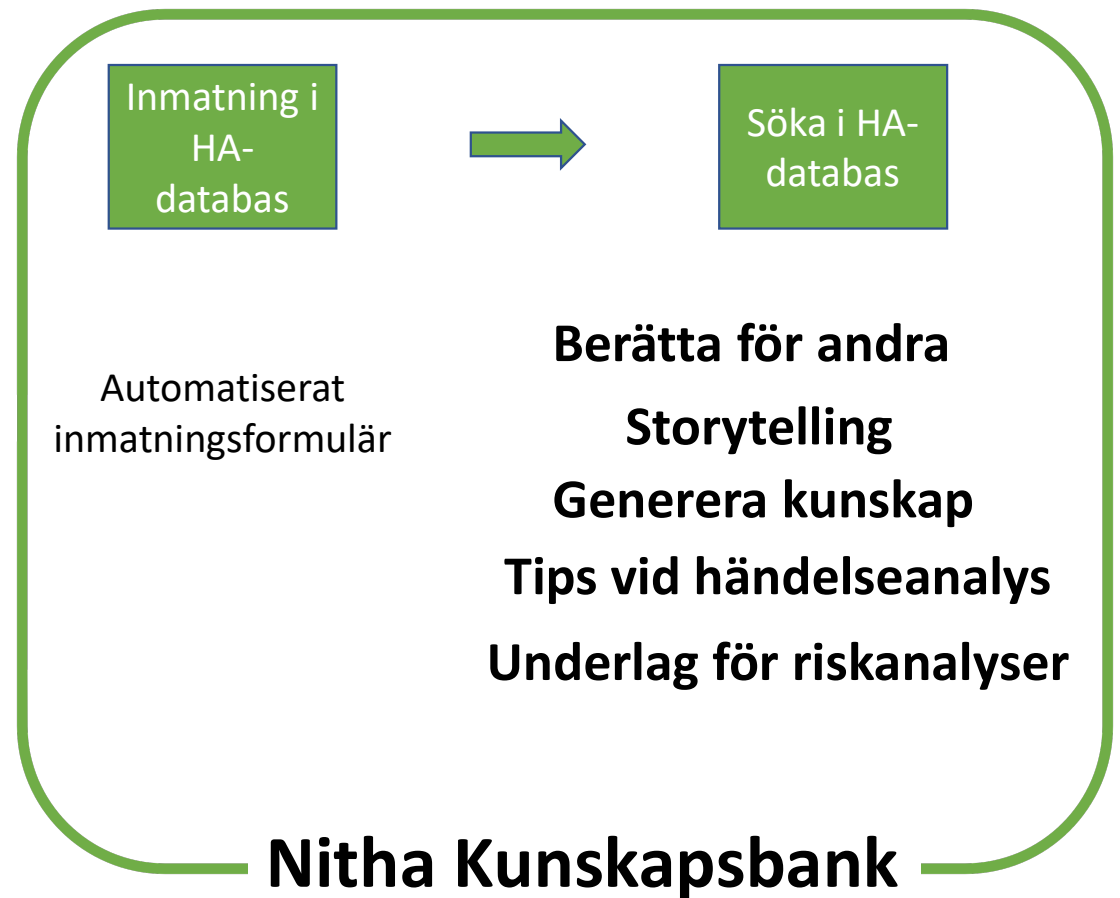 Inmatning i
HA-
databas
Söka i HA-
databas
Automatiserat
inmatningsformulär
Berätta för andra
Storytelling
Generera kunskap
Tips vid händelseanalys
Underlag för riskanalyser
Nitha Kunskapsbank